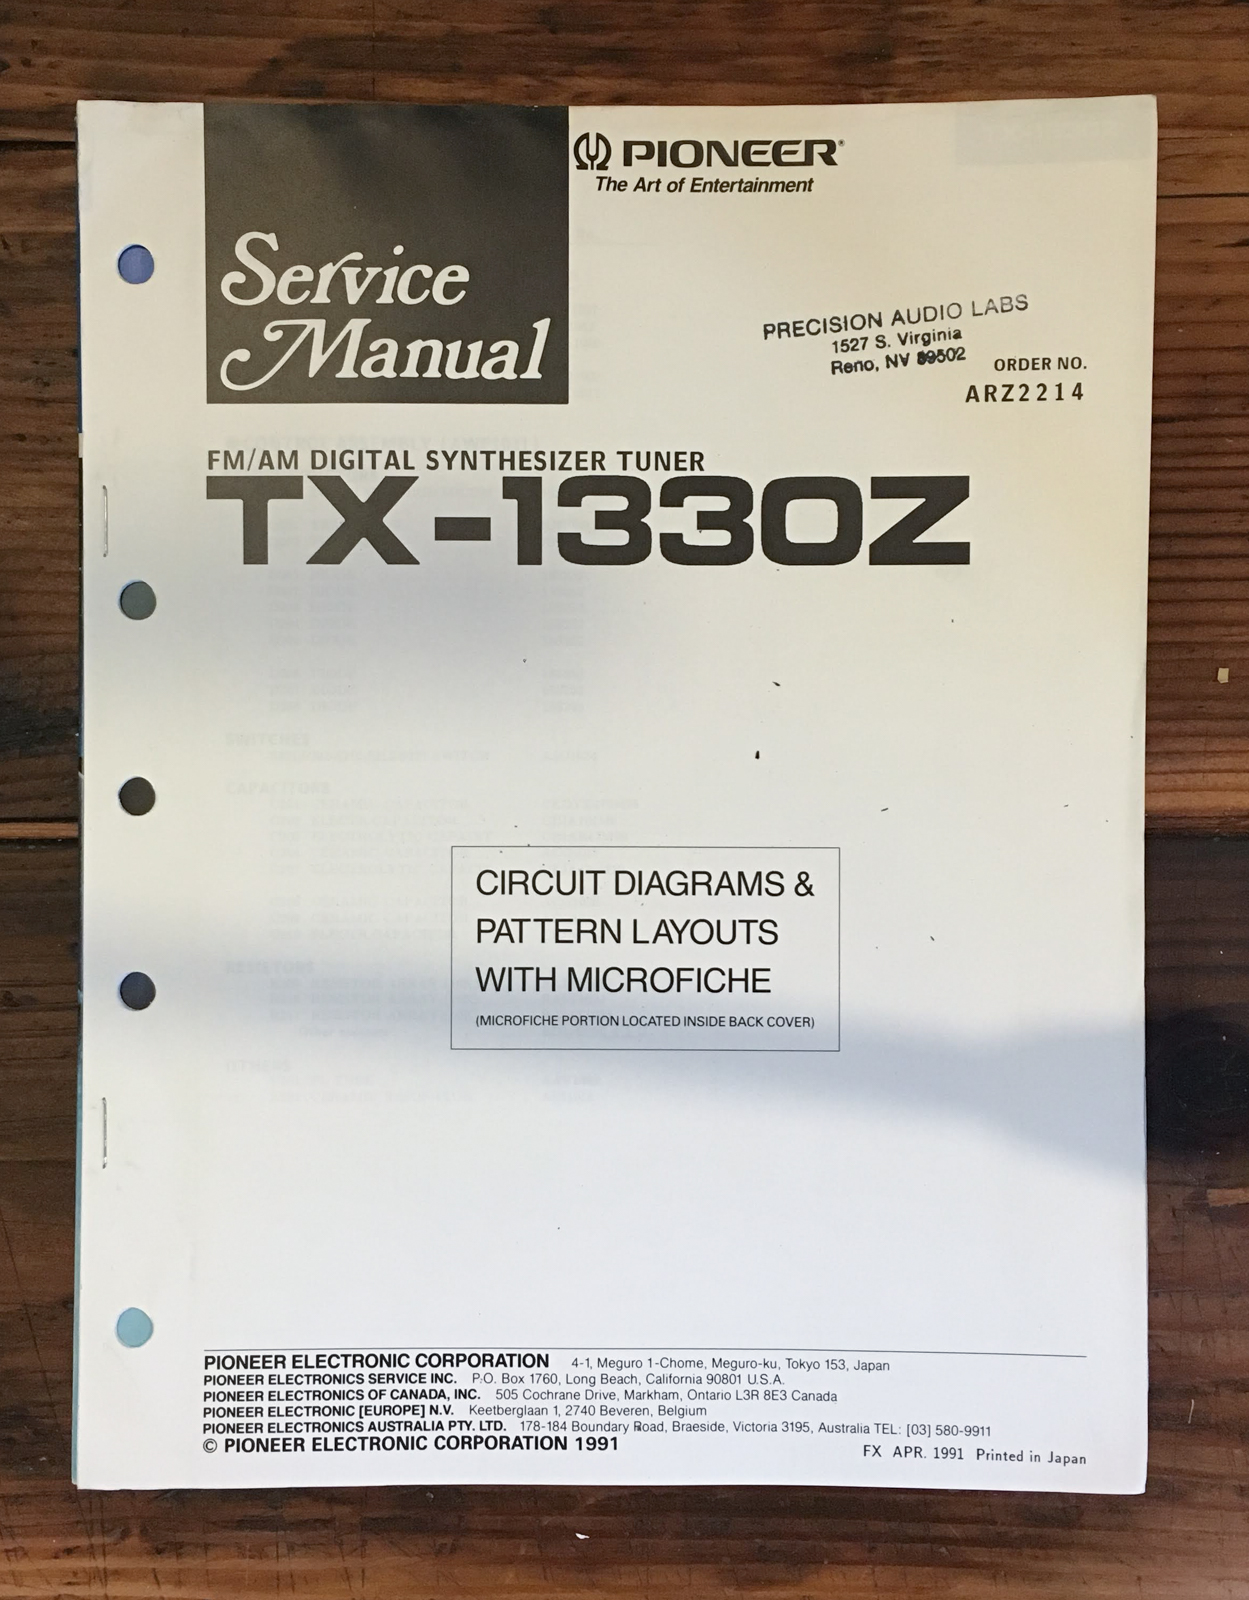 PIONEER®
The Art of Entertainment
Service
Manual
PRECISION AUDIO LABS
1527 S. Virginia
Reno, NV 89502
ORDER NO.
ARZ2214
FM/AM DIGITAL SYNTHESIZER TUNER
TX-1330Z
SWITCHES
CAPACITORS
RESISTORS
OTHERS
CIRCUIT DIAGRAMS &
PATTERN LAYOUTS
WITH MICROFICHE
(MICROFICHE PORTION LOCATED INSIDE BACK COVER)
PIONEER ELECTRONIC CORPORATION 4-1, Meguro 1-Chome, Meguro-ku, Tokyo 153, Japan
PIONEER ELECTRONICS SERVICE INC. P.O. Box 1760, Long Beach, California 90801 U.S.A.
PIONEER ELECTRONICS OF CANADA, INC. 505 Cochrane Drive, Markham, Ontario L3R 8E3 Canada
PIONEER ELECTRONIC [EUROPE] N.V. Keetberglaan 1, 2740 Beveren, Belgium
PIONEER ELECTRONICS AUSTRALIA PTY. LTD. 178-184 Boundary Road, Braeside, Victoria 3195, Australia TEL: [03] 580-9911
© PIONEER ELECTRONIC CORPORATION 1991
FX APR. 1991 Printed in Japan